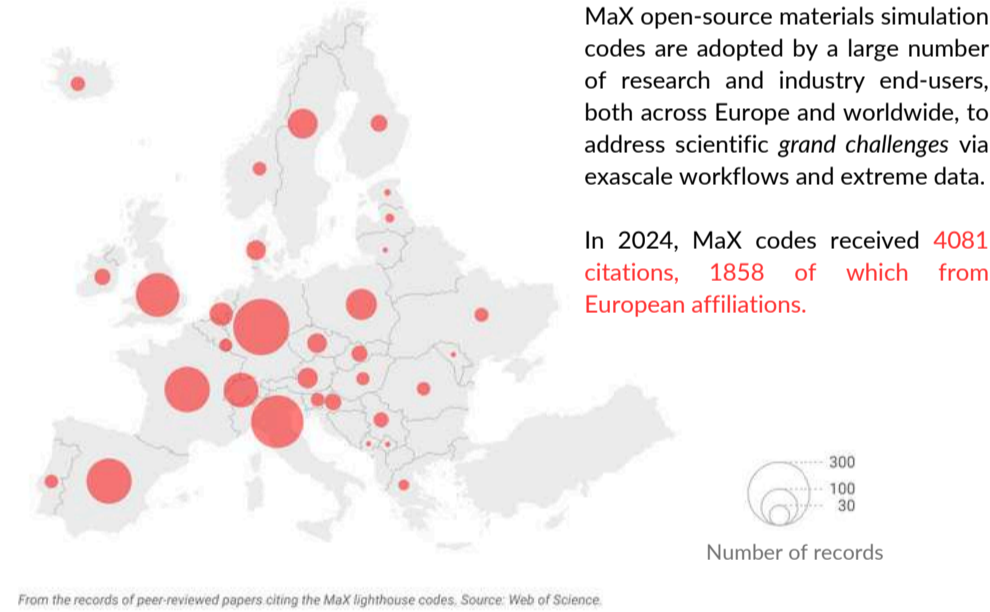 MaX open-source materials simulation
codes are adopted by a large number
of research and industry end-users,
both across Europe and worldwide, to
address scientific grand challenges via
exascale workflows and extreme data.
In 2024, MaX codes received 4081
citations, 1858 of which from
European affiliations.
300
100
30
Number of records
From the records of peer-reviewed papers citing the MaX lighthouse codes. Source: Web of Science.